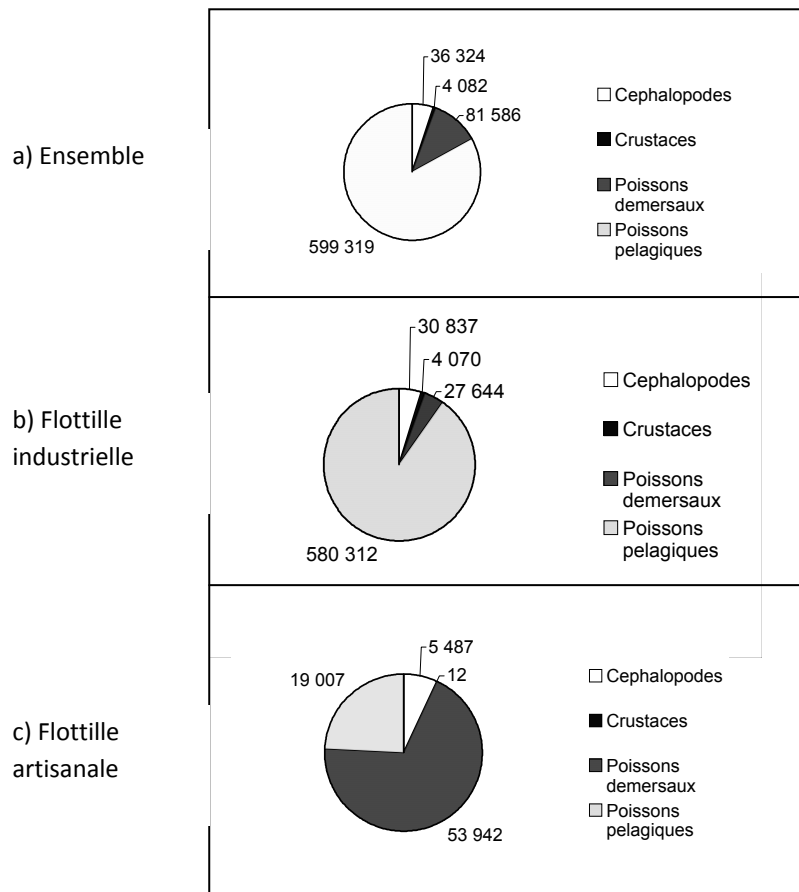 a) Ensemble
36 324
4 082
81 586
599 319
Cephalopodes
Crustaces
Poissons
demersaux
Poissons
pelagiques
b) Flottille
industrielle
30 837
4 070
27 644
580 312
Cephalopodes
Crustaces
Poissons
demersaux
Poissons
pelagiques
c) Flottille
artisanale
5 487
12
19 007
53 942
Cephalopodes
Crustaces
Poissons
demersaux
Poissons
pelagiques